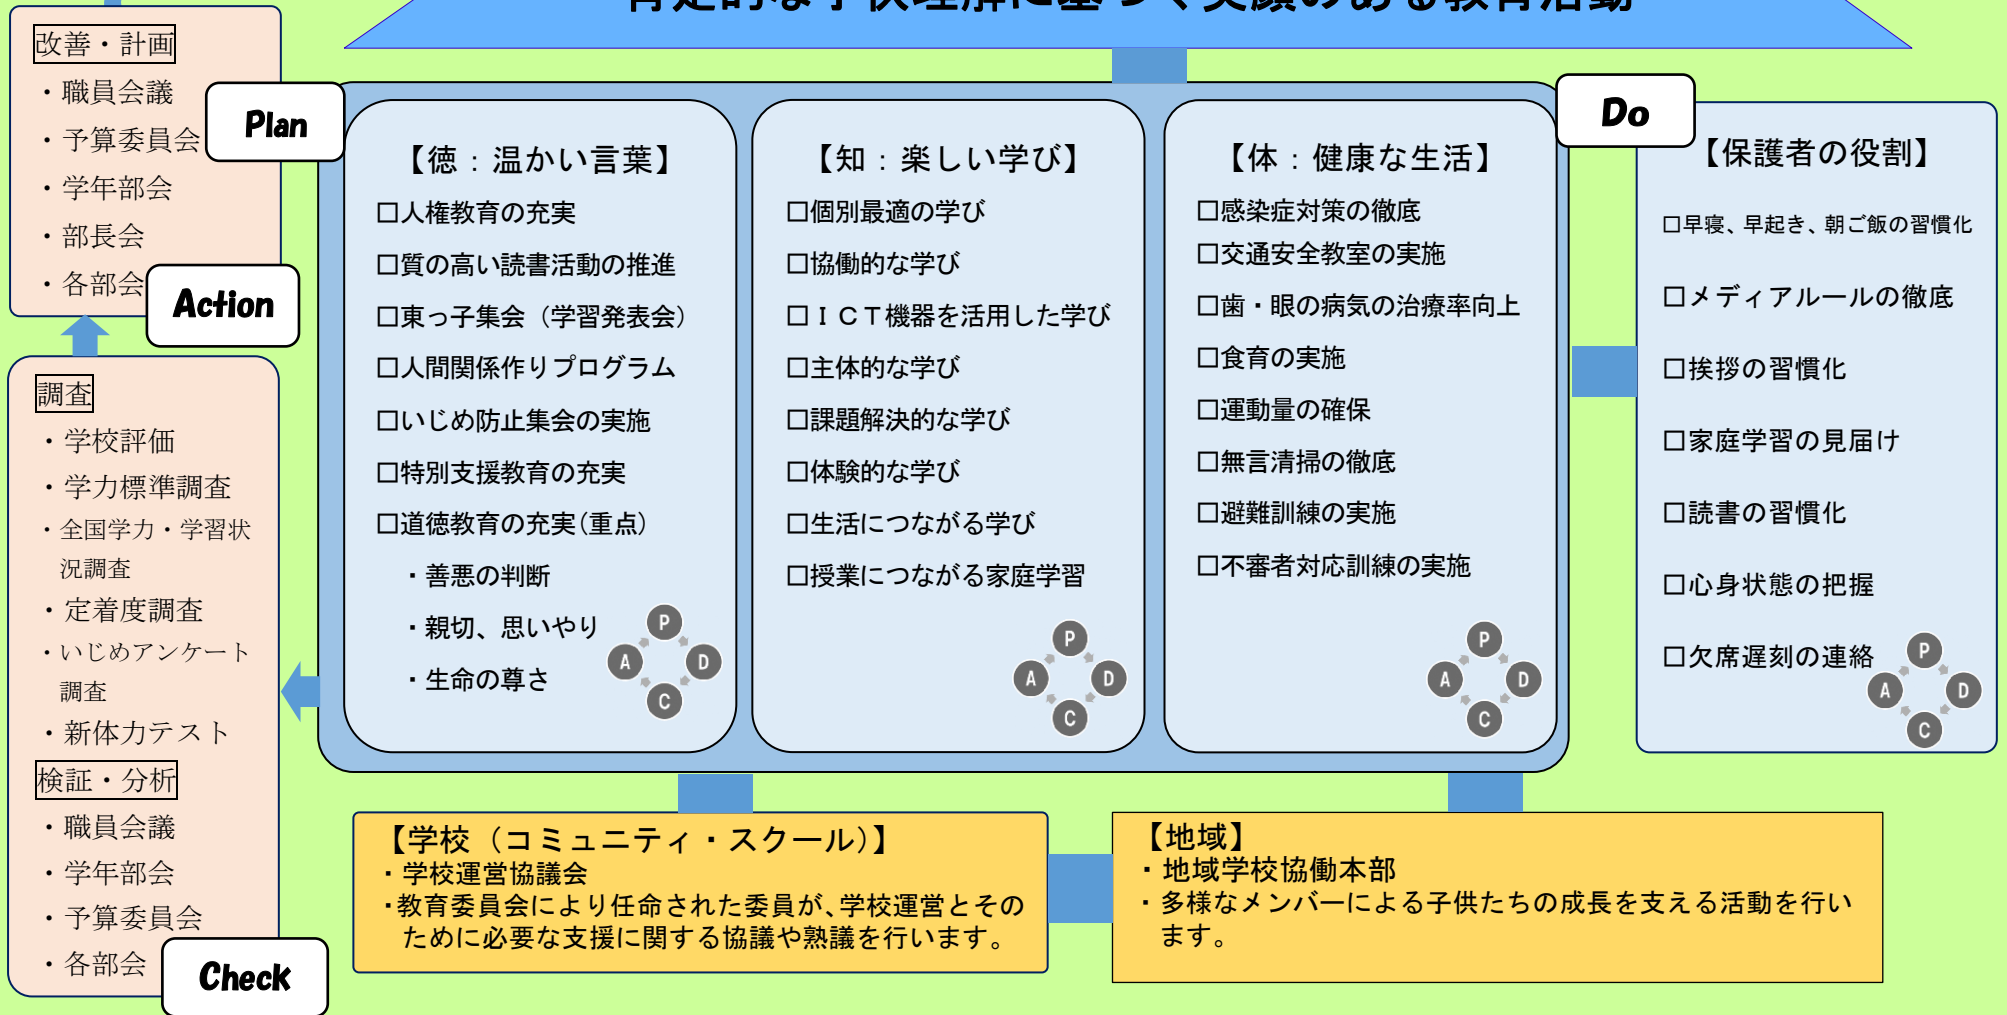 肯定的な子供理解に基づく笑顔のある教育活動
改善・計画
・職員会議
・予算委員会
・学年部会
・部長会
・各部会
Plan
Action
調査
・学校評価
・学力標準調査
・全国学力・学習状
況調査
・定着度調査
・いじめアンケート
調査
・新体力テスト
検証・分析
・職員会議
・学年部会
・予算委員会
・各部会
Check
【徳：温かい言葉】
□人権教育の充実
□質の高い読書活動の推進
□東っ子集会（学習発表会）
□人間関係作りプログラム
□いじめ防止集会の実施
□特別支援教育の充実
□道徳教育の充実（重点）
・善悪の判断
・親切、思いやり
・生命の尊さ
P
A D
C
【知：楽しい学び】
□個別最適の学び
□協働的な学び
□ＩＣＴ機器を活用した学び
□主体的な学び
□課題解決的な学び
□体験的な学び
□生活につながる学び
□授業につながる家庭学習
P
A D
C
【体：健康な生活】
□感染症対策の徹底
□交通安全教室の実施
□歯・眼の病気の治療率向上
□食育の実施
□運動量の確保
□無言清掃の徹底
□避難訓練の実施
□不審者対応訓練の実施
P
A D
C
Do
【保護者の役割】
□早寝、早起き、朝ご飯の習慣化
□メディアルールの徹底
□挨拶の習慣化
□家庭学習の見届け
□読書の習慣化
□心身状態の把握
□欠席遅刻の連絡
P
A D
C
【学校（コミュニティ・スクール）】
・学校運営協議会
・教育委員会により任命された委員が、学校運営とその
ために必要な支援に関する協議や熟議を行います。
【地域】
・地域学校協働本部
・多様なメンバーによる子供たちの成長を支える活動を行い
ます。